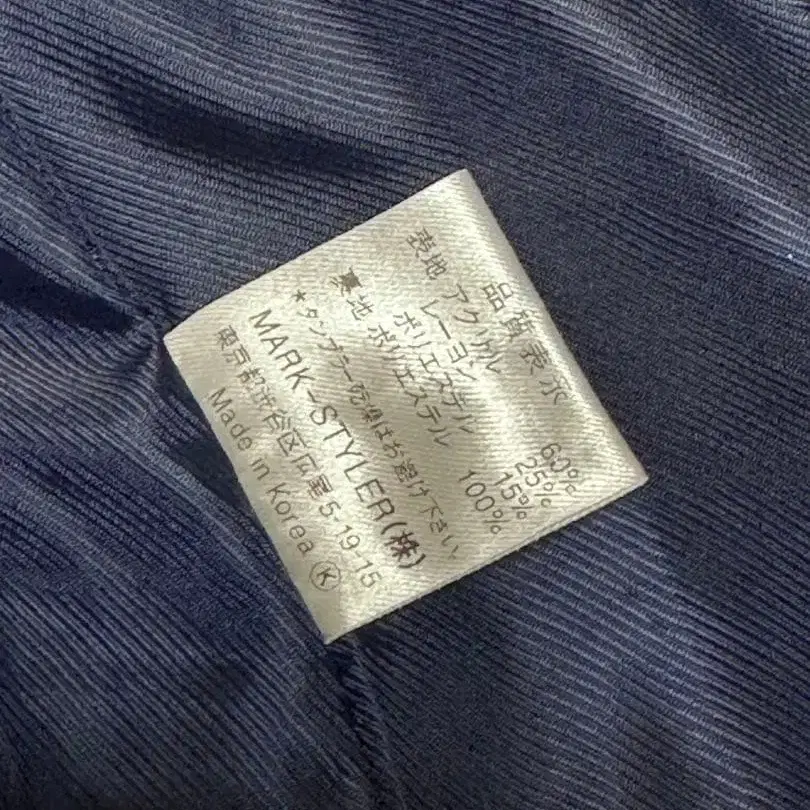 品質表示
表地 アクリル 60%
レーヨン 25%
ポリエステル 15%
裏地 ポリエステル 100%
★タンブラー乾燥はお避け下さい
MARK-STYLER(株)
東京都渋谷区広尾5-19-15
Made in Korea Ⓚ